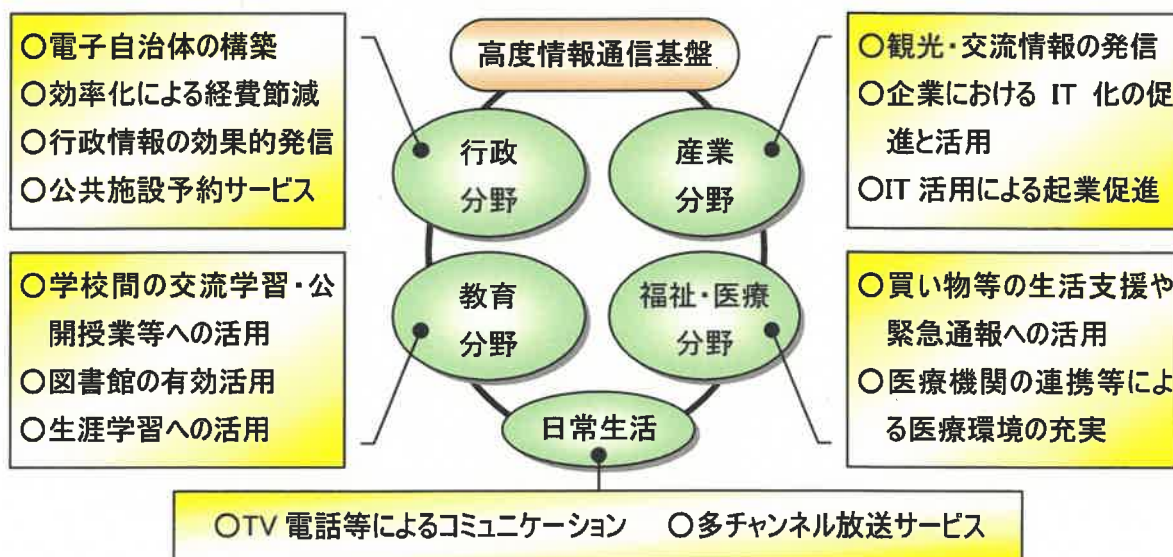 高度情報通信基盤
○電子自治体の構築
○効率化による経費節減
○行政情報の効果的発信
○公共施設予約サービス
行政
分野
産業
分野
○観光・交流情報の発信
○企業における IT 化の促
進と活用
○IT 活用による起業促進
○学校間の交流学習・公
開授業等への活用
○図書館の有効活用
○生涯学習への活用
教育
分野
福祉・医療
分野
○買い物等の生活支援や
緊急通報への活用
○医療機関の連携等によ
る医療環境の充実
日常生活
○TV 電話等によるコミュニケーション ○多チャンネル放送サービス